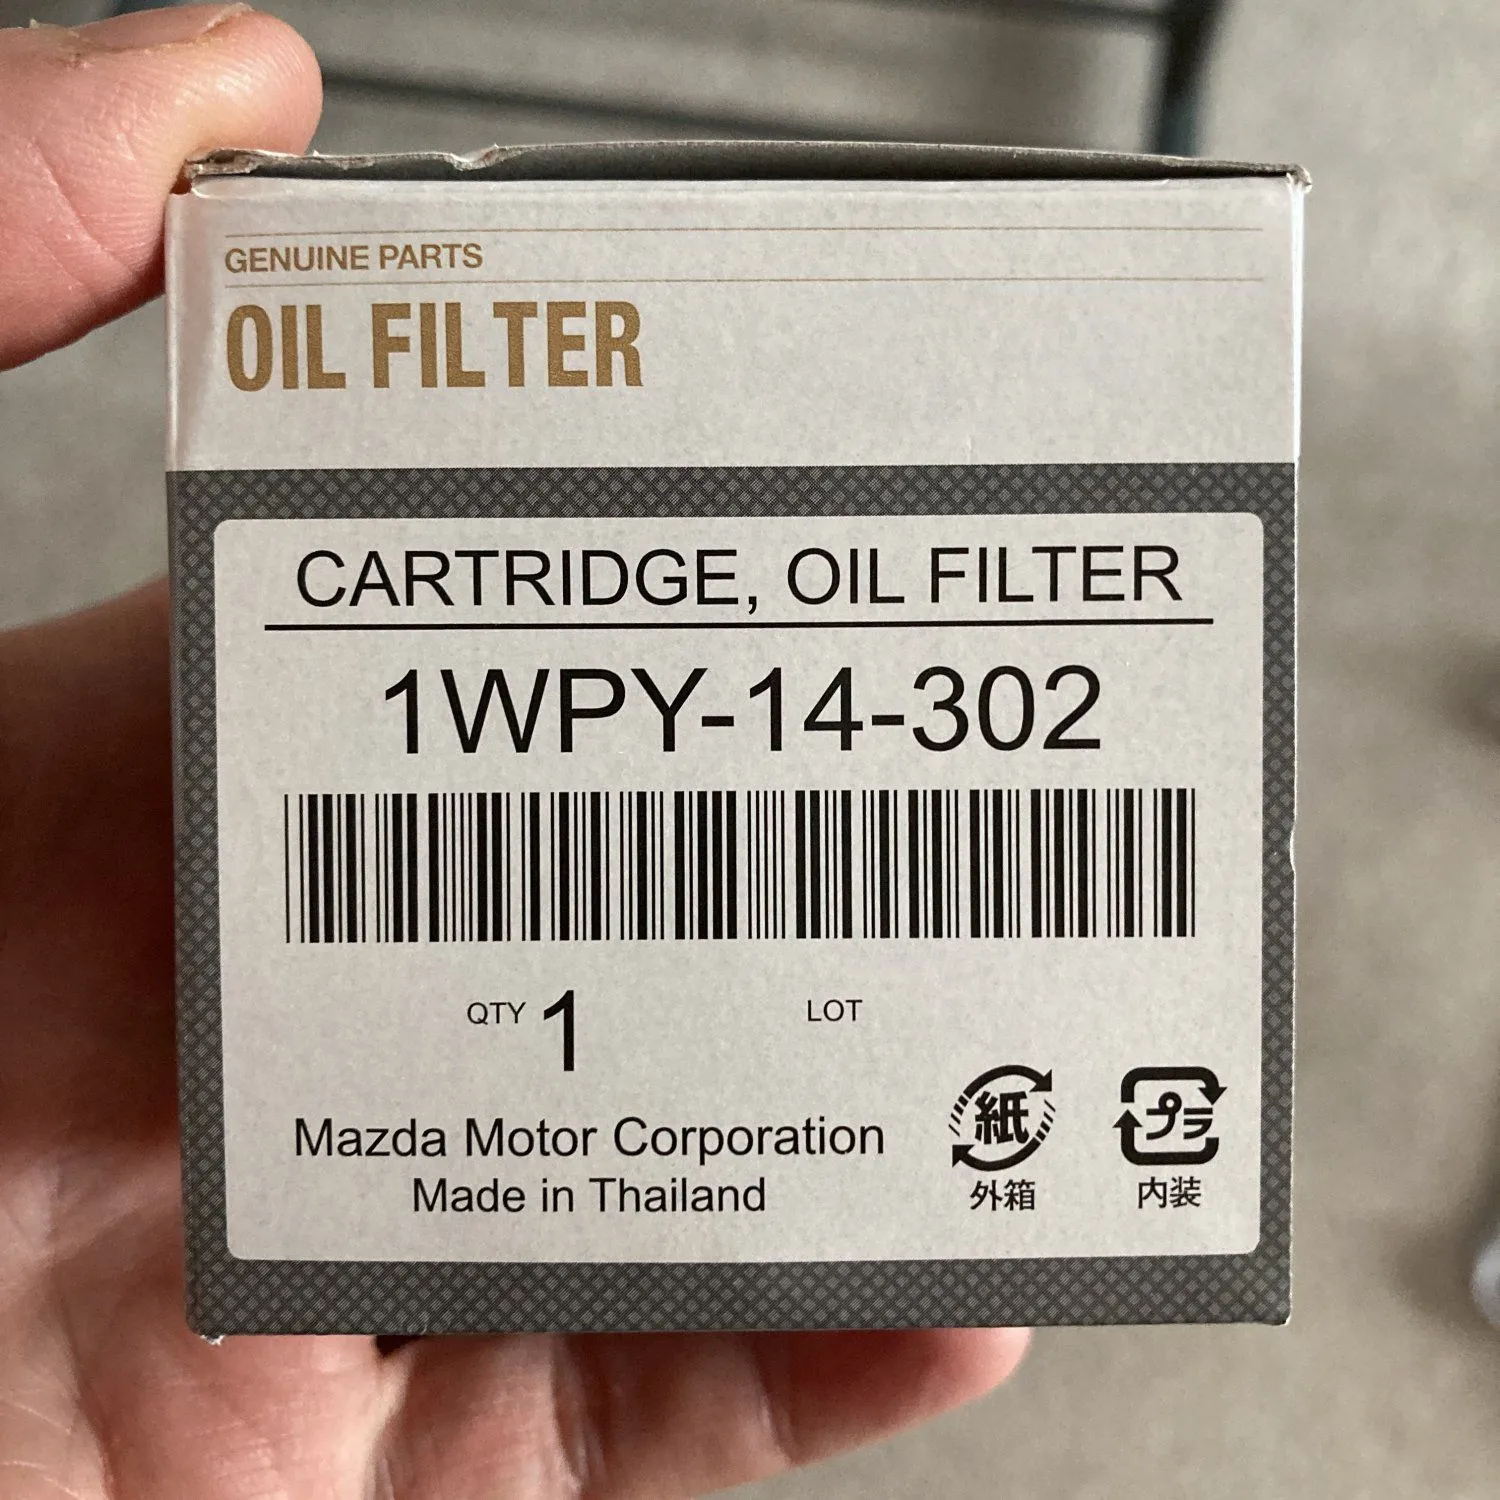 GENUINE PARTS
OIL FILTER
CARTRIDGE, OIL FILTER
1WPY-14-302
QTY 1 LOT
Mazda Motor Corporation
Made in Thailand
紙
外箱
プラ
内装